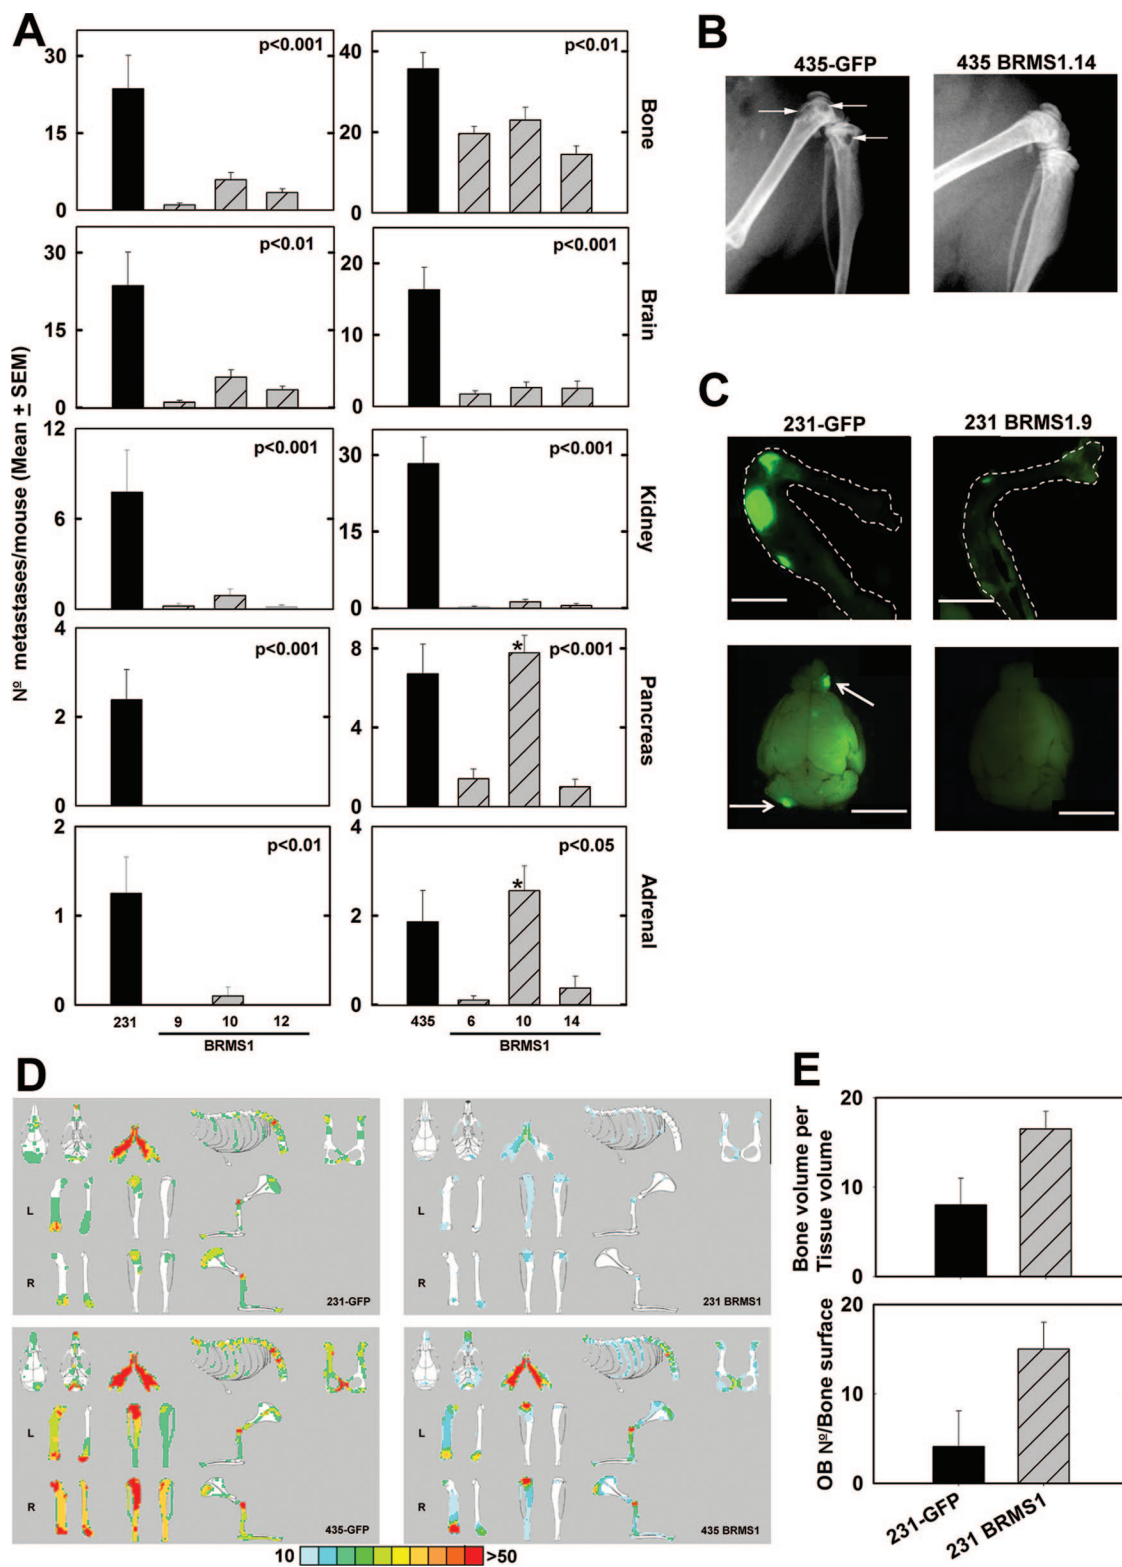 A
Nº metastases/mouse (Mean ± SEM)
30
15
0
p<0.001
40
20
0
p<0.01
Bone
30
15
0
p<0.01
20
10
0
p<0.001
Brain
12
6
0
p<0.001
30
15
0
p<0.001
Kidney
4
2
0
p<0.001
8
4
0
*
p<0.001
Pancreas
2
1
0
p<0.01
4
2
0
*
p<0.05
Adrenal
231 9 10 12
BRMS1
435 6 10 14
BRMS1
B
435-GFP
435 BRMS1.14
C
231-GFP
231 BRMS1.9
D
L
R
231-GFP
231 BRMS1
L
R
435-GFP
L
R
435 BRMS1
10 >50
E
Bone volume per
Tissue volume
20
10
0
OB Nº/Bone surface
20
10
0
231-GFP
231 BRMS1